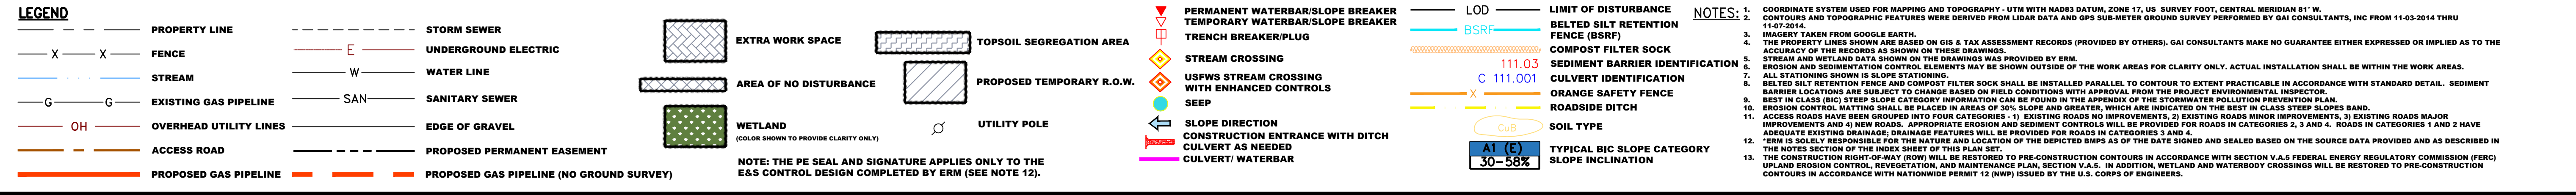 LEGEND
PROPERTY LINE
X X
FENCE
STREAM
G G
EXISTING GAS PIPELINE
OH
OVERHEAD UTILITY LINES
ACCESS ROAD
PROPOSED GAS PIPELINE
STORM SEWER
E
UNDERGROUND ELECTRIC
W
WATER LINE
SAN
SANITARY SEWER
EDGE OF GRAVEL
PROPOSED PERMANENT EASEMENT
PROPOSED GAS PIPELINE (NO GROUND SURVEY)
EXTRA WORK SPACE
AREA OF NO DISTURBANCE
WETLAND
(COLOR SHOWN TO PROVIDE CLARITY ONLY)
TOPSOIL SEGREGATION AREA
PROPOSED TEMPORARY R.O.W.
UTILITY POLE
NOTE: THE PE SEAL AND SIGNATURE APPLIES ONLY TO THE
E&S CONTROL DESIGN COMPLETED BY ERM (SEE NOTE 12).
PERMANENT WATERBAR/SLOPE BREAKER
TEMPORARY WATERBAR/SLOPE BREAKER
TRENCH BREAKER/PLUG
STREAM CROSSING
USFWS STREAM CROSSING
WITH ENHANCED CONTROLS
SEEP
SLOPE DIRECTION
CONSTRUCTION ENTRANCE WITH DITCH
CULVERT AS NEEDED
CULVERT/ WATERBAR
LOD
LIMIT OF DISTURBANCE
BSRF
BELTED SILT RETENTION
FENCE (BSRF)
COMPOST FILTER SOCK
111.03
SEDIMENT BARRIER IDENTIFICATION
C 111.001
CULVERT IDENTIFICATION
X
ORANGE SAFETY FENCE
ROADSIDE DITCH
CuB
SOIL TYPE
A1 (E)
30-58%
TYPICAL BIC SLOPE CATEGORY
SLOPE INCLINATION
NOTES:
1. COORDINATE SYSTEM USED FOR MAPPING AND TOPOGRAPHY - UTM WITH NAD83 DATUM, ZONE 17, US SURVEY FOOT, CENTRAL MERIDIAN 81° W.
2. CONTOURS AND TOPOGRAPHIC FEATURES WERE DERIVED FROM LIDAR DATA AND GPS SUB-METER GROUND SURVEY PERFORMED BY GAI CONSULTANTS, INC FROM 11-03-2014 THRU
11-07-2014.
3. IMAGERY TAKEN FROM GOOGLE EARTH.
4. THE PROPERTY LINES SHOWN ARE BASED ON GIS & TAX ASSESSMENT RECORDS (PROVIDED BY OTHERS). GAI CONSULTANTS MAKE NO GUARANTEE EITHER EXPRESSED OR IMPLIED AS TO THE
ACCURACY OF THE RECORDS AS SHOWN ON THESE DRAWINGS.
5. STREAM AND WETLAND DATA SHOWN ON THE DRAWINGS WAS PROVIDED BY ERM.
6. EROSION AND SEDIMENTATION CONTROL ELEMENTS MAY BE SHOWN OUTSIDE OF THE WORK AREAS FOR CLARITY ONLY. ACTUAL INSTALLATION SHALL BE WITHIN THE WORK AREAS.
7. ALL STATIONING SHOWN IS SLOPE STATIONING.
8. BELTED SILT RETENTION FENCE AND COMPOST FILTER SOCK SHALL BE INSTALLED PARALLEL TO CONTOUR TO EXTENT PRACTICABLE IN ACCORDANCE WITH STANDARD DETAIL. SEDIMENT
BARRIER LOCATIONS ARE SUBJECT TO CHANGE BASED ON FIELD CONDITIONS WITH APPROVAL FROM THE PROJECT ENVIRONMENTAL INSPECTOR.
9. BEST IN CLASS (BIC) STEEP SLOPE CATEGORY INFORMATION CAN BE FOUND IN THE APPENDIX OF THE STORMWATER POLLUTION PREVENTION PLAN.
10. EROSION CONTROL MATTING SHALL BE PLACED IN AREAS OF 30% SLOPE AND GREATER, WHICH ARE INDICATED ON THE BEST IN CLASS STEEP SLOPES BAND.
11. ACCESS ROADS HAVE BEEN GROUPED INTO FOUR CATEGORIES - 1) EXISTING ROADS NO IMPROVEMENTS, 2) EXISTING ROADS MINOR IMPROVEMENTS, 3) EXISTING ROADS MAJOR
IMPROVEMENTS AND 4) NEW ROADS. APPROPRIATE EROSION AND SEDIMENT CONTROLS WILL BE PROVIDED FOR ROADS IN CATEGORIES 2, 3 AND 4. ROADS IN CATEGORIES 1 AND 2 HAVE
ADEQUATE EXISTING DRAINAGE; DRAINAGE FEATURES WILL BE PROVIDED FOR ROADS IN CATEGORIES 3 AND 4.
12. "ERM IS SOLELY RESPONSIBLE FOR THE NATURE AND LOCATION OF THE DEPICTED BMPS AS OF THE DATE SIGNED AND SEALED BASED ON THE SOURCE DATA PROVIDED AND AS DESCRIBED IN
THE NOTES SECTION OF THE INDEX SHEET OF THIS PLAN SET.
13. THE CONSTRUCTION RIGHT-OF-WAY (ROW) WILL BE RESTORED TO PRE-CONSTRUCTION CONTOURS IN ACCORDANCE WITH SECTION V.A.5 FEDERAL ENERGY REGULATORY COMMISSION (FERC)
UPLAND EROSION CONTROL, REVEGETATION, AND MAINTENANCE PLAN, SECTION V.A.5. IN ADDITION, WETLAND AND WATERBODY CROSSINGS WILL BE RESTORED TO PRE-CONSTRUCTION
CONTOURS IN ACCORDANCE WITH NATIONWIDE PERMIT 12 (NWP) ISSUED BY THE U.S. CORPS OF ENGINEERS.